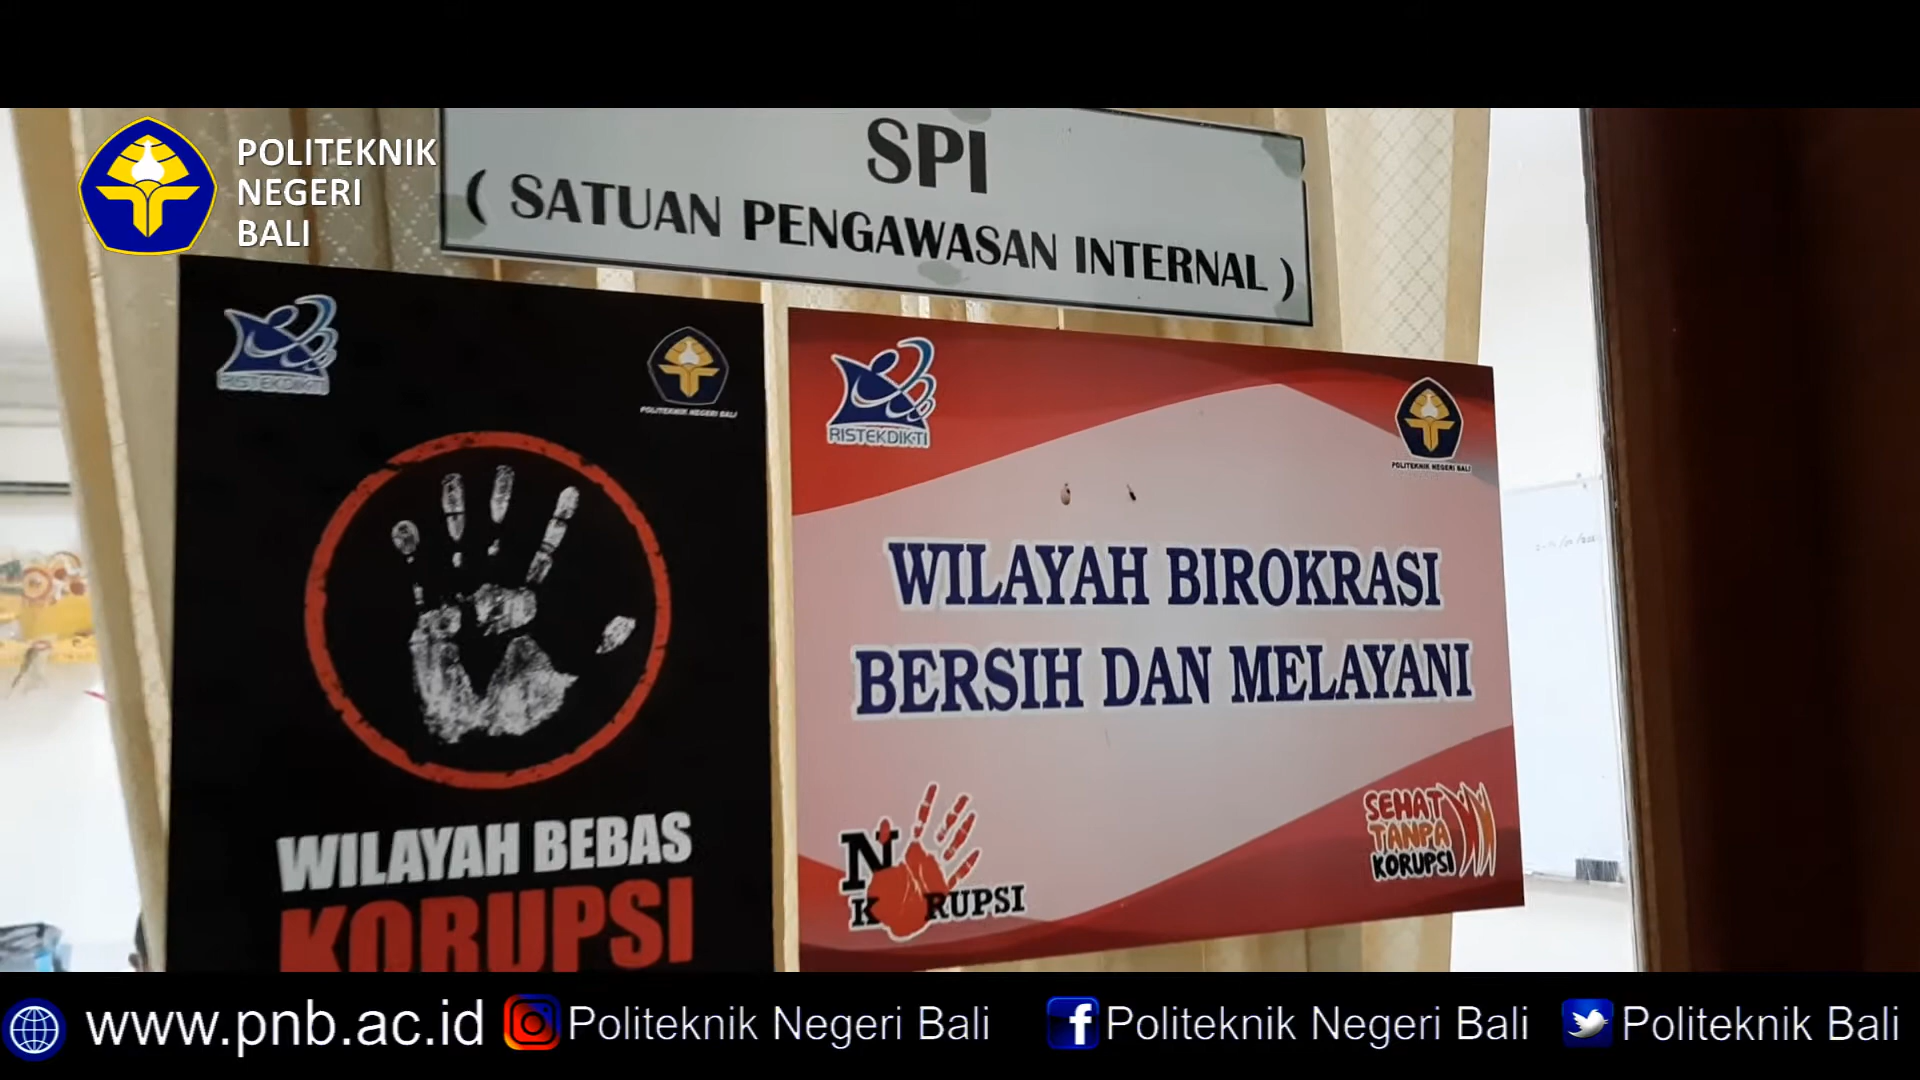 POLITEKNIK
NEGERI
BALI
SPI
( SATUAN PENGAWASAN INTERNAL )
RISTEKDIKTI
POLITEKNIK NEGERI BALI
WILAYAH BEBAS
KORUPSI
RISTEKDIKTI
POLITEKNIK NEGERI BALI
WILAYAH BIROKRASI
BERSIH DAN MELAYANI
N
K RUPSI
SEHAT
TANPA
KORUPSI
www.pnb.ac.id Politeknik Negeri Bali Politeknik Negeri Bali Politeknik Bali